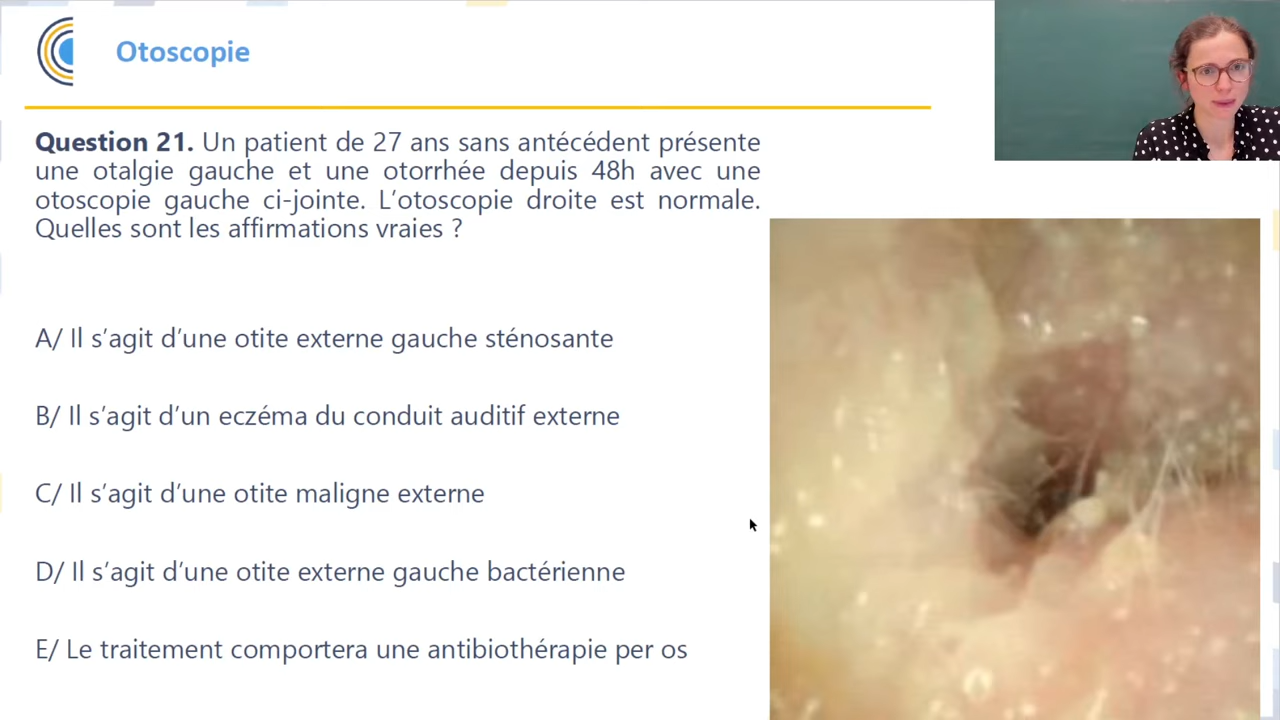 Otoscopie
Question 21. Un patient de 27 ans sans antécédent présente
une otalgie gauche et une otorrhée depuis 48h avec une
otoscopie gauche ci-jointe. L’otoscopie droite est normale.
Quelles sont les affirmations vraies ?
A/ Il s’agit d’une otite externe gauche sténosante
B/ Il s’agit d’un eczéma du conduit auditif externe
C/ Il s’agit d’une otite maligne externe
D/ Il s’agit d’une otite externe gauche bactérienne
E/ Le traitement comportera une antibiothérapie per os